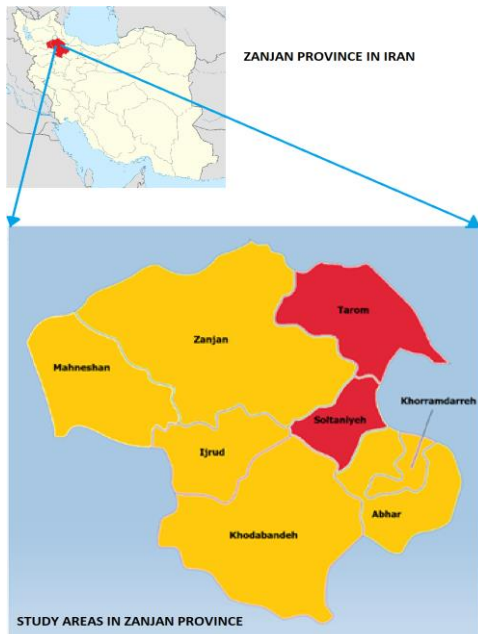 ZANJAN PROVINCE IN IRAN
Tarom
Zanjan
Mahneshan
Khorramdarreh
Soltaniyeh
Ijrud
Abhar
Khodabandeh
STUDY AREAS IN ZANJAN PROVINCE